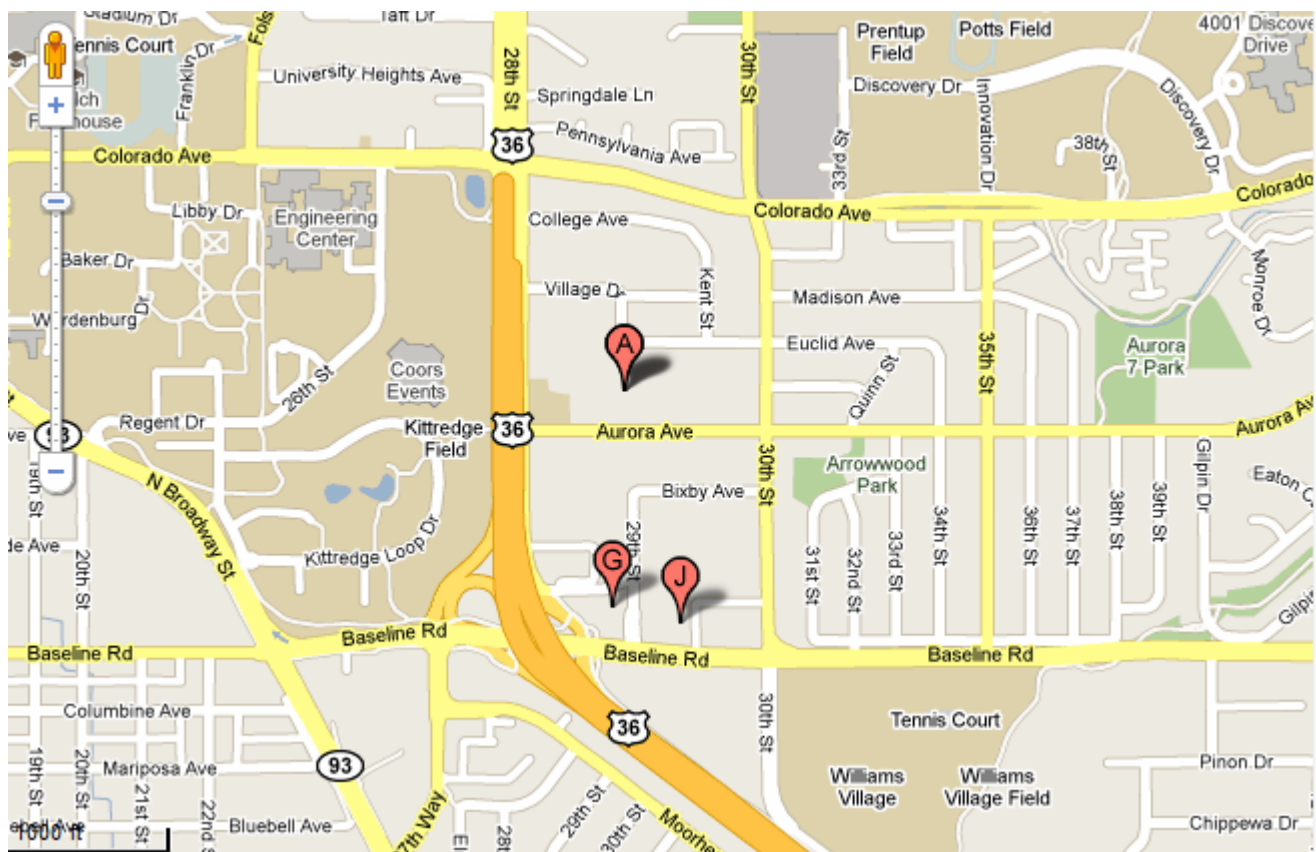 Stadium Dr
Taft Dr
Tennis Court
Franklin Dr
28th St
30th St
Prentup
Field
Potts Field
4001 Discove
Drive
University Heights Ave
Springdale Ln
Pennsylvania Ave
33rd St
Discovery Dr
Innovation Dr
Discovery Dr
38th St
36
Colorado Ave
Colorado Ave
Colorado
Libby Dr
Engineering
Center
College Ave
Baker Dr
Kent St
Village Dr
Madison Ave
Monroe Dr
Wardenburg
Dr
A
Euclid Ave
35th St
Aurora
7 Park
Coors
Events
26th St
Quinn St
Regent Dr
Kittredge
Field
36
Aurora Ave
Aurora Av
93
N Broadway St
30th St
Arrowwood
Park
Gilpin Dr
Eaton C
Bixby Ave
19th St
20th St
Kittredge Loop Dr
29th St
31st St
32nd St
33rd St
34th St
36th St
37th St
38th St
39th St
de Ave
G
J
Gilpin
Baseline Rd
Baseline Rd
Baseline Rd
Baseline Rd
Columbine Ave
Mariposa Ave
93
36
30th St
Tennis Court
Williams
Village
Williams
Village Field
Pinon Dr
19th St
20th St
21st St
22nd S
Bluebell Ave
27th Way
El
28th
29th St
30th St
Moorhe
Chippewa Dr
1000 ft